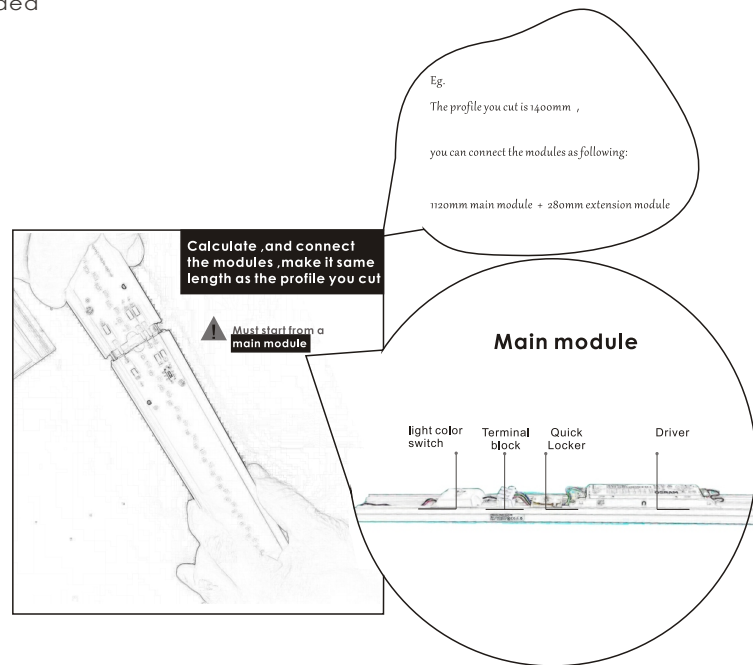 Eg.
The profile you cut is 1400mm ,
you can connect the modules as following:
1120mm main module + 280mm extension module
Calculate ,and connect
the modules ,make it same
length as the profile you cut
Must start from a
main module
Main module
light color
switch
Terminal
block
Quick
Locker
Driver